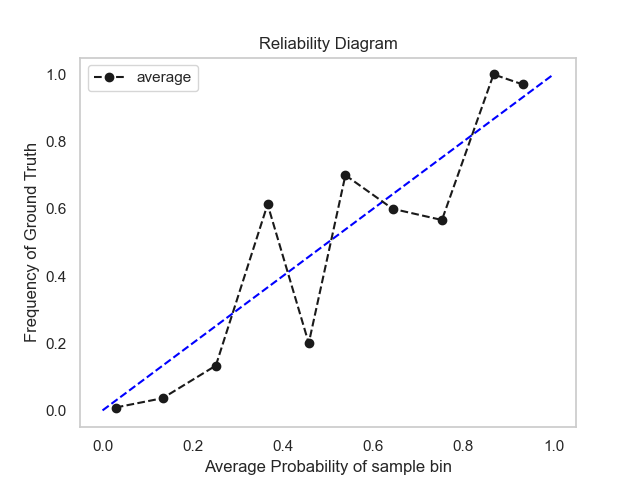 Reliability Diagram
average
Frequency of Ground Truth
1.0
0.8
0.6
0.4
0.2
0.0
0.0 0.2 0.4 0.6 0.8 1.0
Average Probability of sample bin